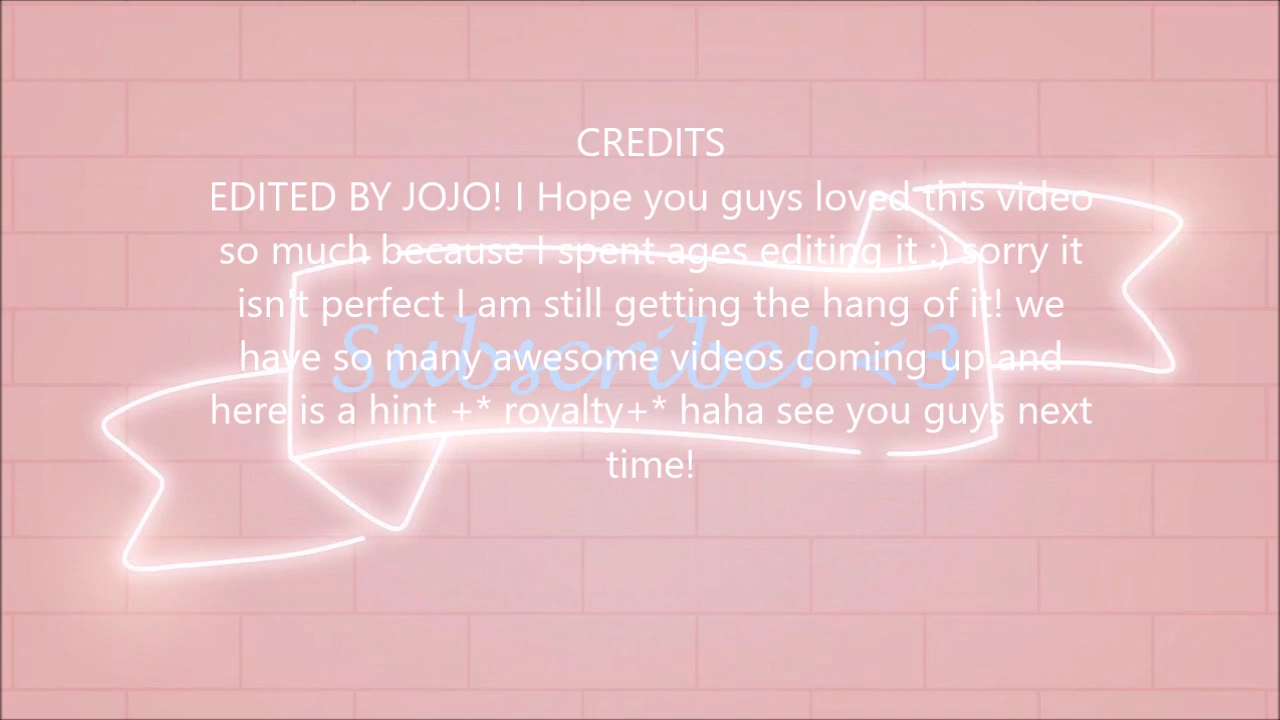 CREDITS
EDITED BY JOJO! I Hope you guys loved this video
so much because I spent ages editing it :) sorry it
isn't perfect I am still getting the hang of it! we
Subscribe! <3
have so many awesome videos coming up and
here is a hint +* royalty+* haha see you guys next
time!